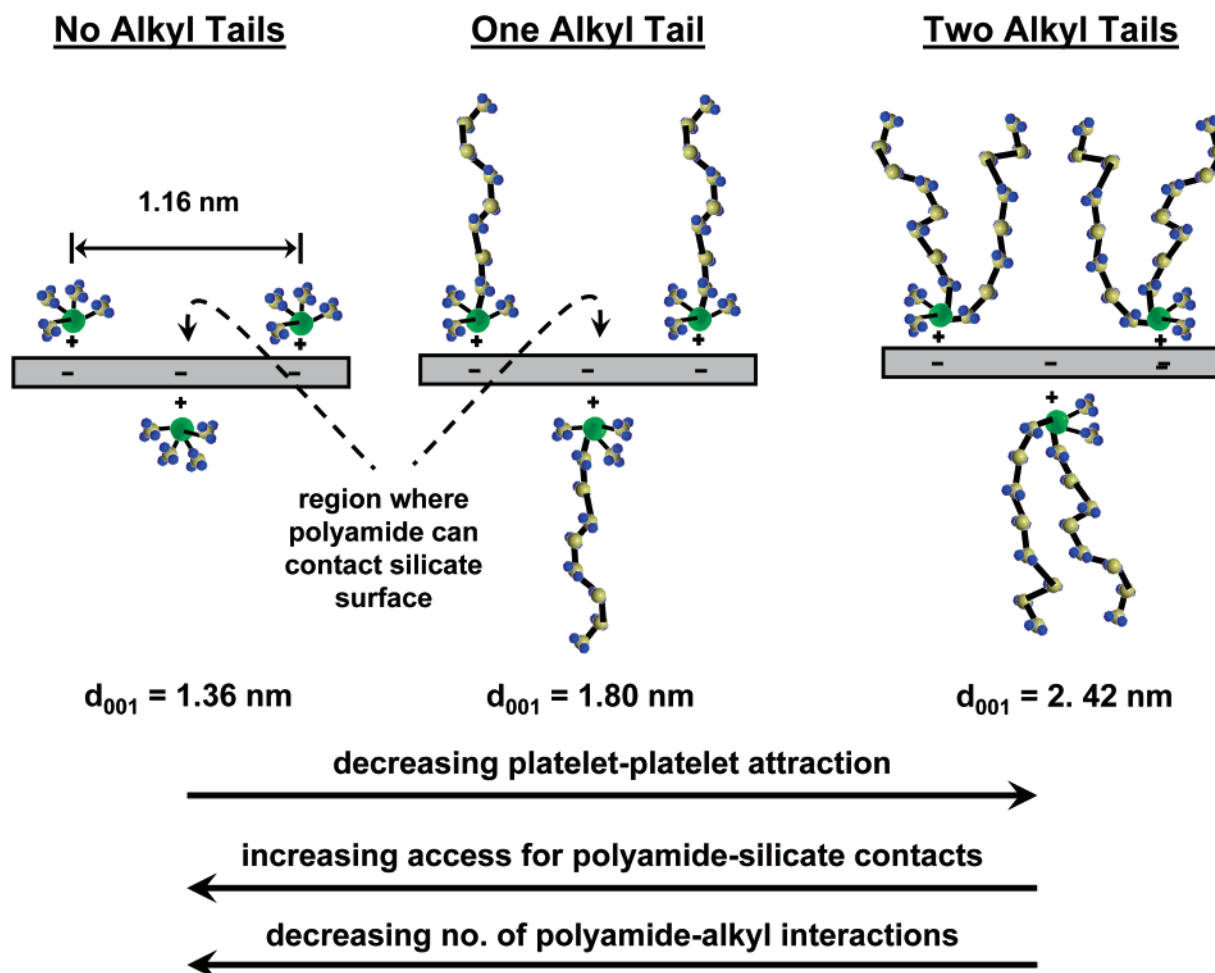 No Alkyl Tails
One Alkyl Tail
Two Alkyl Tails
1.16 nm
+
+
- - -
+
+
+
- - -
+
+
+
- - =
+
region where
polyamide can
contact silicate
surface
d001 = 1.36 nm
d001 = 1.80 nm
d001 = 2. 42 nm
decreasing platelet-platelet attraction
increasing access for polyamide-silicate contacts
decreasing no. of polyamide-alkyl interactions